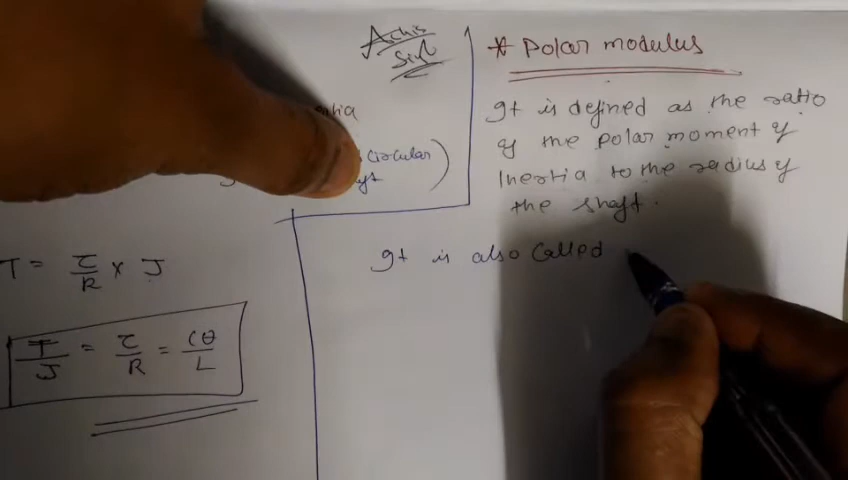 * Polar modulus
It is defined as the ratio
of the polar moment of
Inertia to the radius of
the shaft.
It is also called
circular
T = τ/R × J
T/J = τ/R = Cθ/L